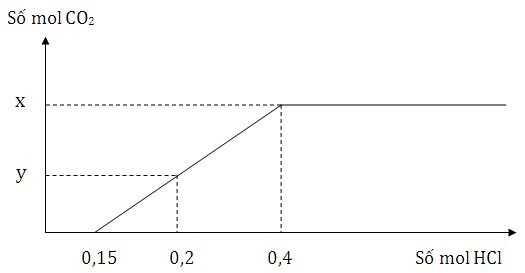 Số mol CO₂
x
y
0,15 0,2 0,4 Số mol HCl